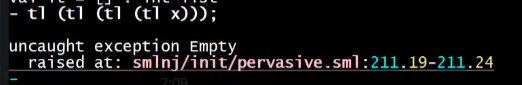 - tl (tl (tl (tl x)));
uncaught exception Empty
raised at: smlnj/init/pervasive.sml:211.19-211.24
-